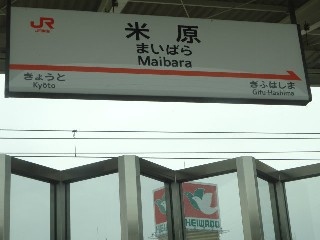 JR
米原
まいばら
Maibara
きょうと
Kyōto
ぎふはしま
Gifu-Hashima
HEIWADO